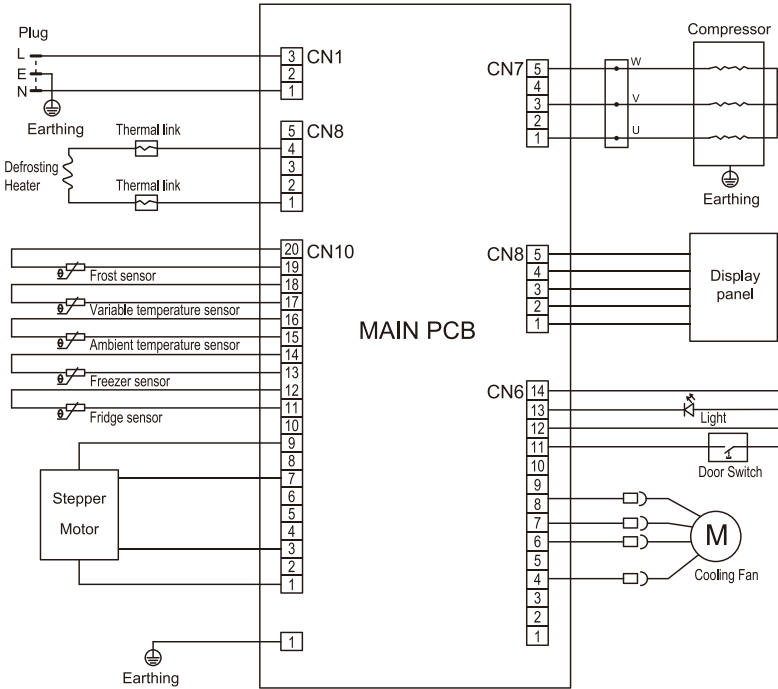 Plug
L
E
N
Earthing
3 CN1
2
1
Thermal link
Defrosting
Heater
Thermal link
5 CN8
4
3
2
1
20 CN10
19
18
17
16
15
14
13
12
11
10
9
8
7
6
5
4
3
2
1
θ Frost sensor
θ Variable temperature sensor
θ Ambient temperature sensor
θ Freezer sensor
θ Fridge sensor
Stepper
Motor
1
Earthing
MAIN PCB
Compressor
CN7 5
4
3
2
1
W
V
U
Earthing
CN8 5
4
3
2
1
Display
panel
CN6 14
13
12
11
10
9
8
7
6
5
4
3
2
1
Light
Door Switch
M
Cooling Fan